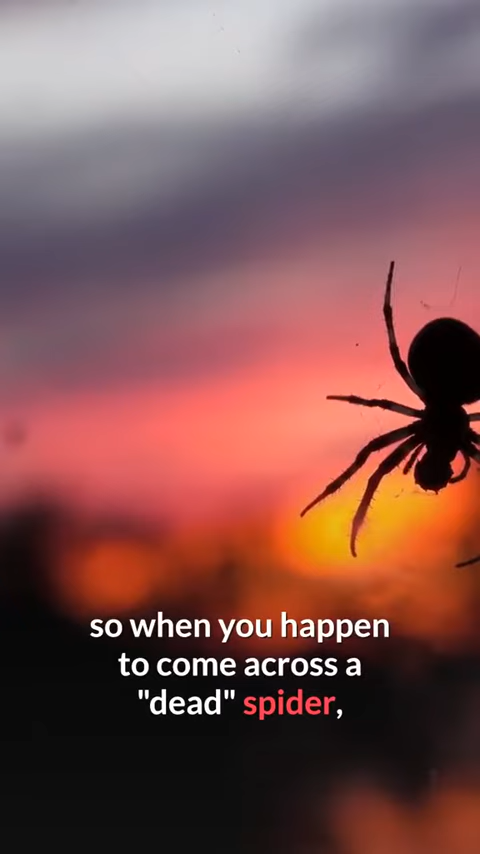 so when you happen
to come across a
"dead" spider,